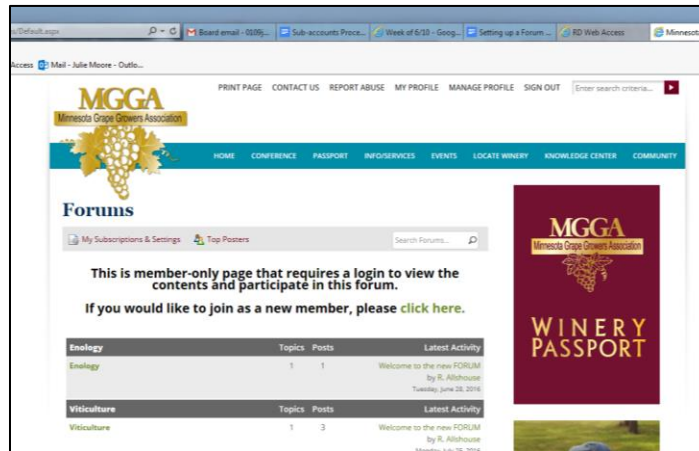 s/Default.aspx
Board email - 0109j...
Sub-accounts Proce...
Week of 6/10 - Goog...
Setting up a Forum ...
RD Web Access
Minnesota
Access
Mail - Julie Moore - Outlo...
PRINT PAGE CONTACT US REPORT ABUSE MY PROFILE MANAGE PROFILE SIGN OUT
Enter search criteria...
MGGA
Minnesota Grape Growers Association
HOME CONFERENCE PASSPORT INFO/SERVICES EVENTS LOCATE WINERY KNOWLEDGE CENTER COMMUNITY
Forums
My Subscriptions & Settings Top Posters
Search Forums...
This is member-only page that requires a login to view the
contents and participate in this forum.
If you would like to join as a new member, please click here.
Enology Topics Posts Latest Activity
Enology 1 1 Welcome to the new FORUM
by R. Allshouse
Tuesday, June 28, 2016
Viticulture Topics Posts Latest Activity
Viticulture 1 3 Welcome to the new FORUM
by R. Allshouse
Monday, July 25, 2016
MGGA
Minnesota Grape Growers Association
WINERY
PASSPORT